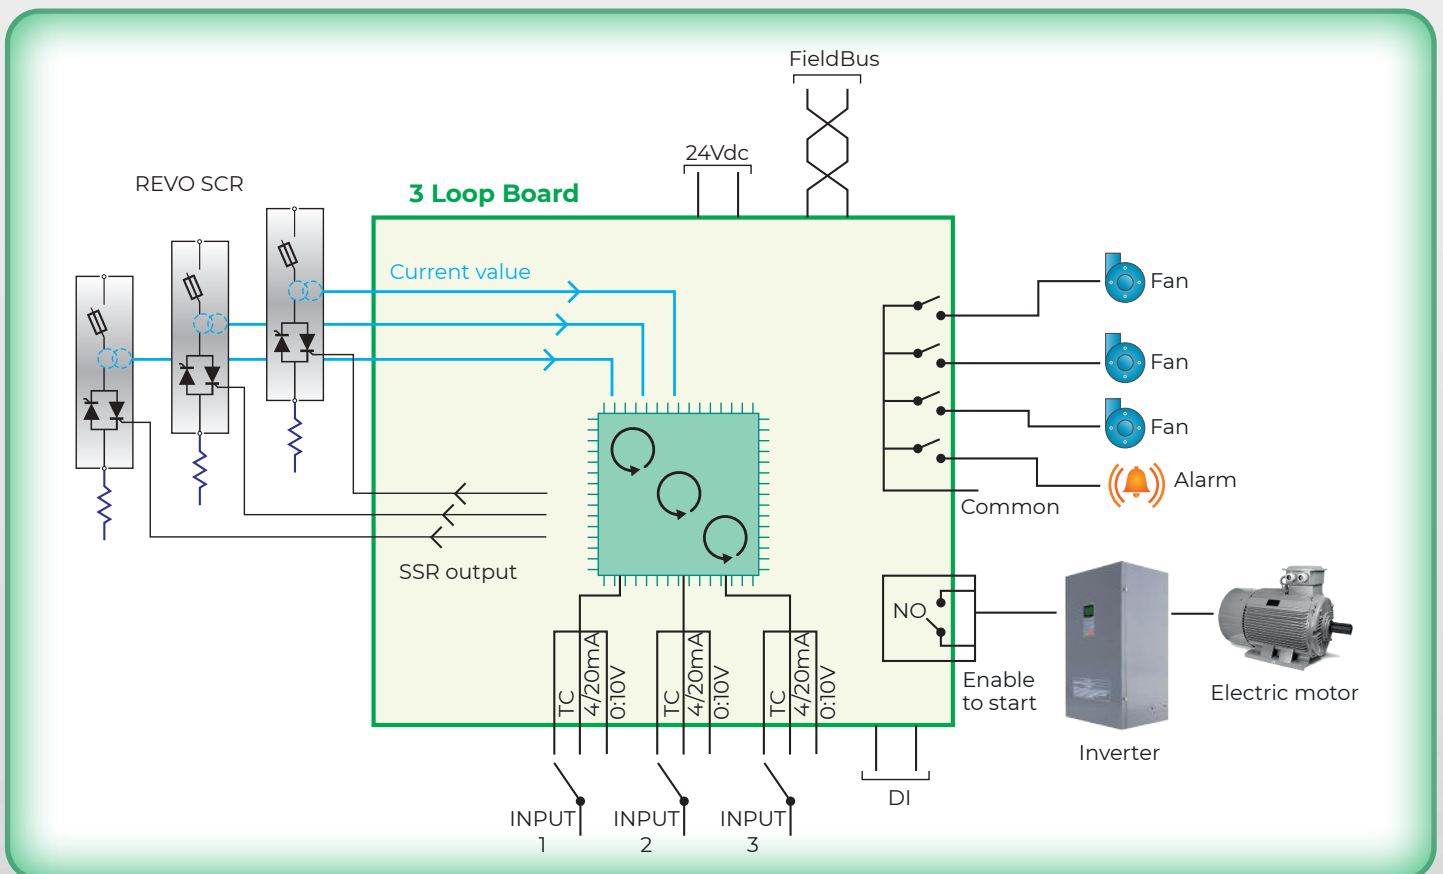 FieldBus
24Vdc
REVO SCR
3 Loop Board
Current value
Fan
Fan
Fan
Alarm
Common
SSR output
NO
Enable
to start
Inverter
Electric motor
TC
4/20mA
0:10V
TC
4/20mA
0:10V
TC
4/20mA
0:10V
DI
INPUT
1
INPUT
2
INPUT
3